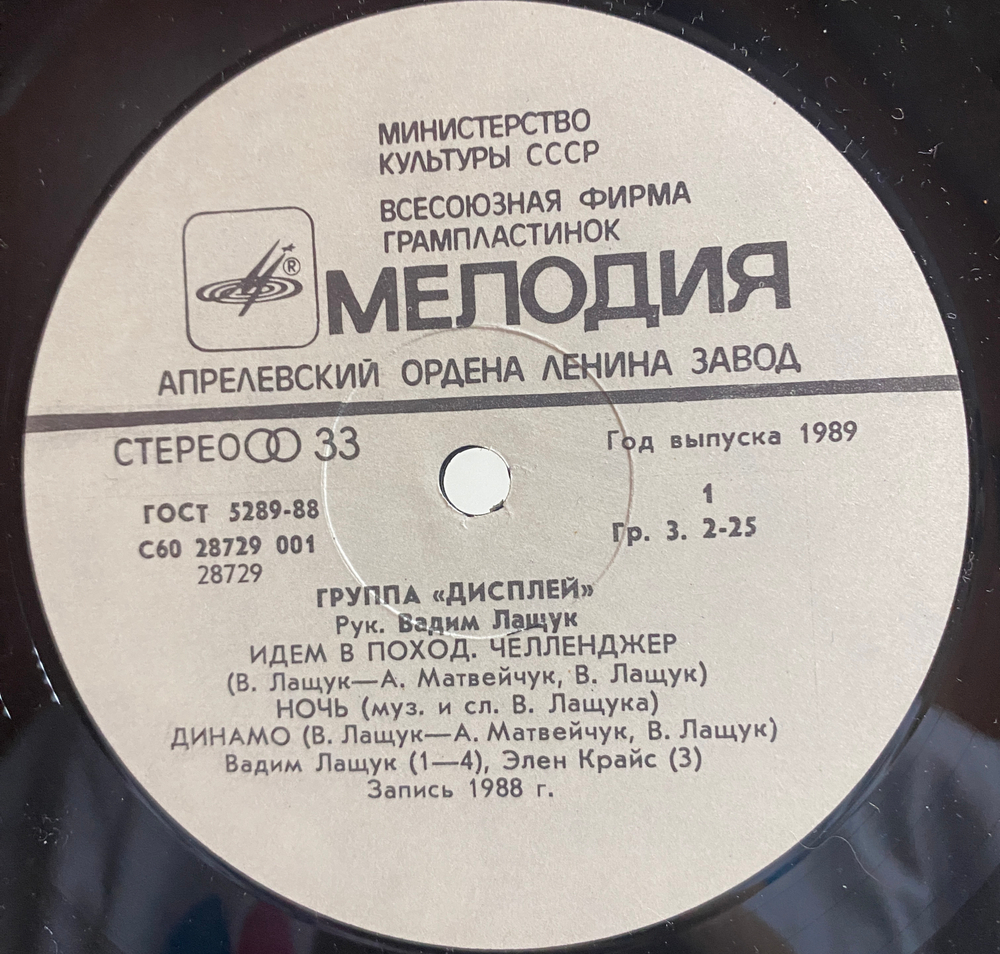 МИНИСТЕРСТВО
КУЛЬТУРЫ СССР
ВСЕСОЮЗНАЯ ФИРМА
ГРАМПЛАСТИНОК
®
МЕЛОДИЯ
АПРЕЛЕВСКИЙ ОРДЕНА ЛЕНИНА ЗАВОД
СТЕРЕО 33
Год выпуска 1989
ГОСТ 5289-88
1
С60 28729 001
Гр. 3. 2-25
28729
ГРУППА «ДИСПЛЕЙ»
Рук. Вадим Лащук
ИДЕМ В ПОХОД. ЧЕЛЛЕНДЖЕР
(В. Лащук—А. Матвейчук, В. Лащук)
НОЧЬ (муз. и сл. В. Лащука)
ДИНАМО (В. Лащук—А. Матвейчук, В. Лащук)
Вадим Лащук (1—4), Элен Крайс (3)
Запись 1988 г.